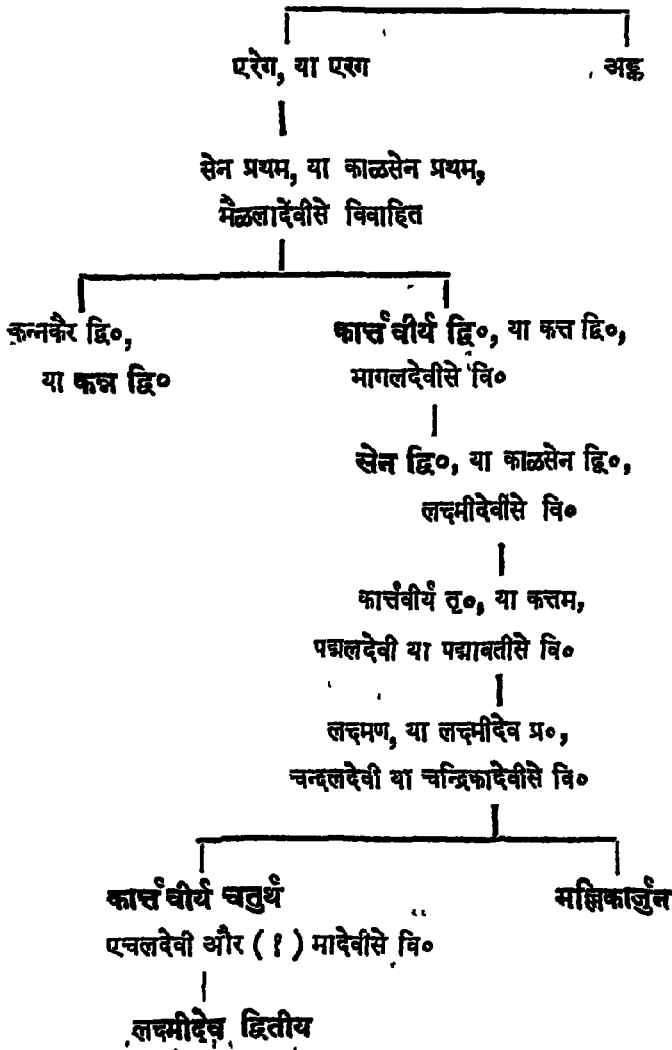 एरेग, या एरग अङ्क
सेन प्रथम, या काळसेन प्रथम,
मैळलादेवीसे विवाहित
कन्नकैर द्वि०, कार्त्तवीर्य द्वि०, या कत्त द्वि०,
या कन्न द्वि० मागलदेवीसे वि०
सेन द्वि०, या काळसेन द्वि०,
लक्ष्मीदेवीसे वि०
कार्त्तवीर्य तृ०, या कत्तम,
पद्मलदेवी या पद्मावतीसे वि०
लक्ष्मण, या लक्ष्मीदेव प्र०,
चन्दलदेवी या चन्द्रिकादेवीसे वि०
कार्त्तवीर्य चतुर्थ मल्लिकार्जुन
एचलदेवी और (१) मादेवीसे वि०
लक्ष्मीदेव द्वितीय